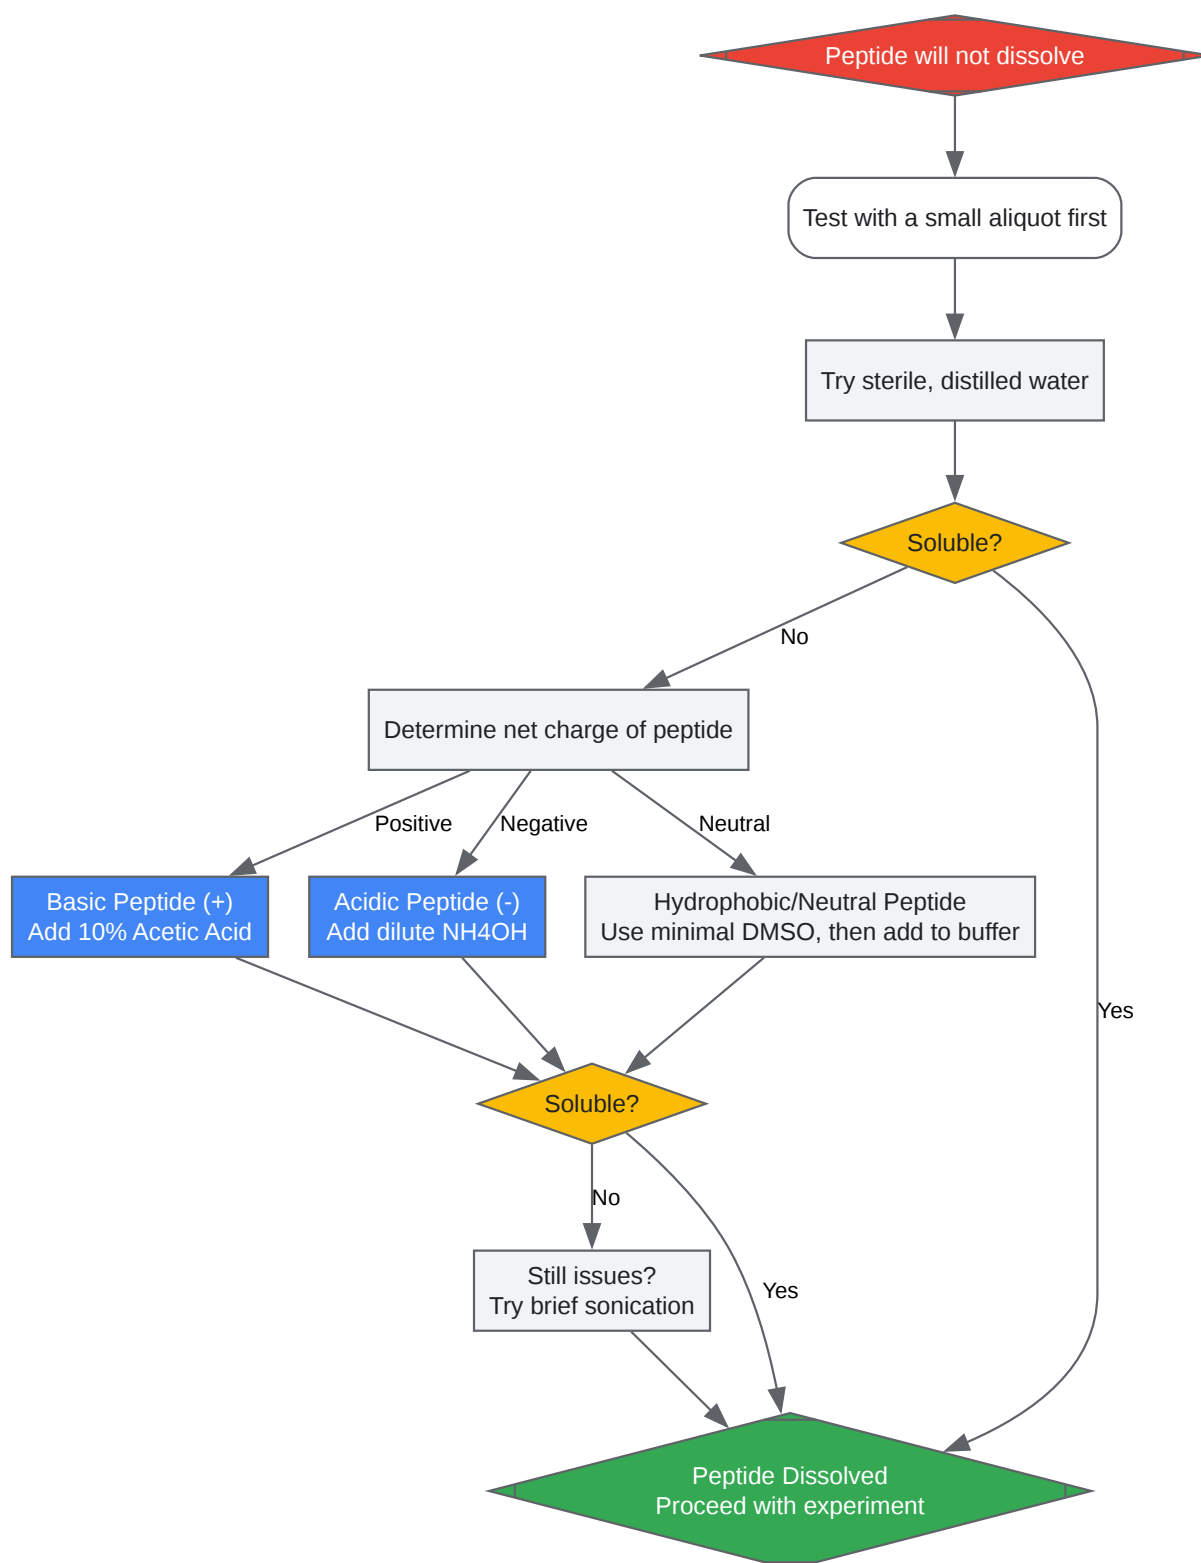 Peptide will not dissolve
Test with a small aliquot first
Try sterile, distilled water
Soluble?
No
Determine net charge of peptide
Positive
Negative
Neutral
Basic Peptide (+)
Add 10% Acetic Acid
Acidic Peptide (-)
Add dilute NH4OH
Hydrophobic/Neutral Peptide
Use minimal DMSO, then add to buffer
Yes
Soluble?
No
Still issues?
Try brief sonication
Yes
Peptide Dissolved
Proceed with experiment